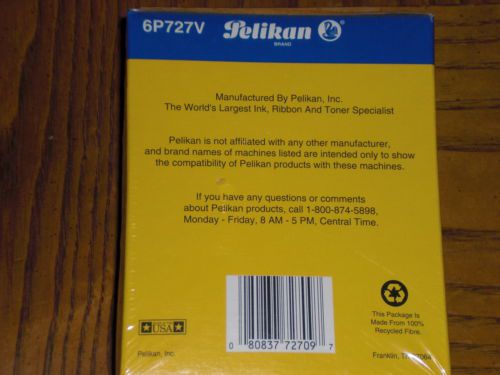 6P727V Pelikan
BRAND
Manufactured By Pelikan, Inc.
The World's Largest Ink, Ribbon And Toner Specialist
Pelikan is not affiliated with any other manufacturer,
and brand names of machines listed are intended only to show
the compatibility of Pelikan products with these machines.
If you have any questions or comments
about Pelikan products, call 1-800-874-5898,
Monday - Friday, 8 AM - 5 PM, Central Time.
USA
This Package Is
Made From 100%
Recycled Fibre.
0 80837 72709 7
Pelikan, Inc.
Franklin,